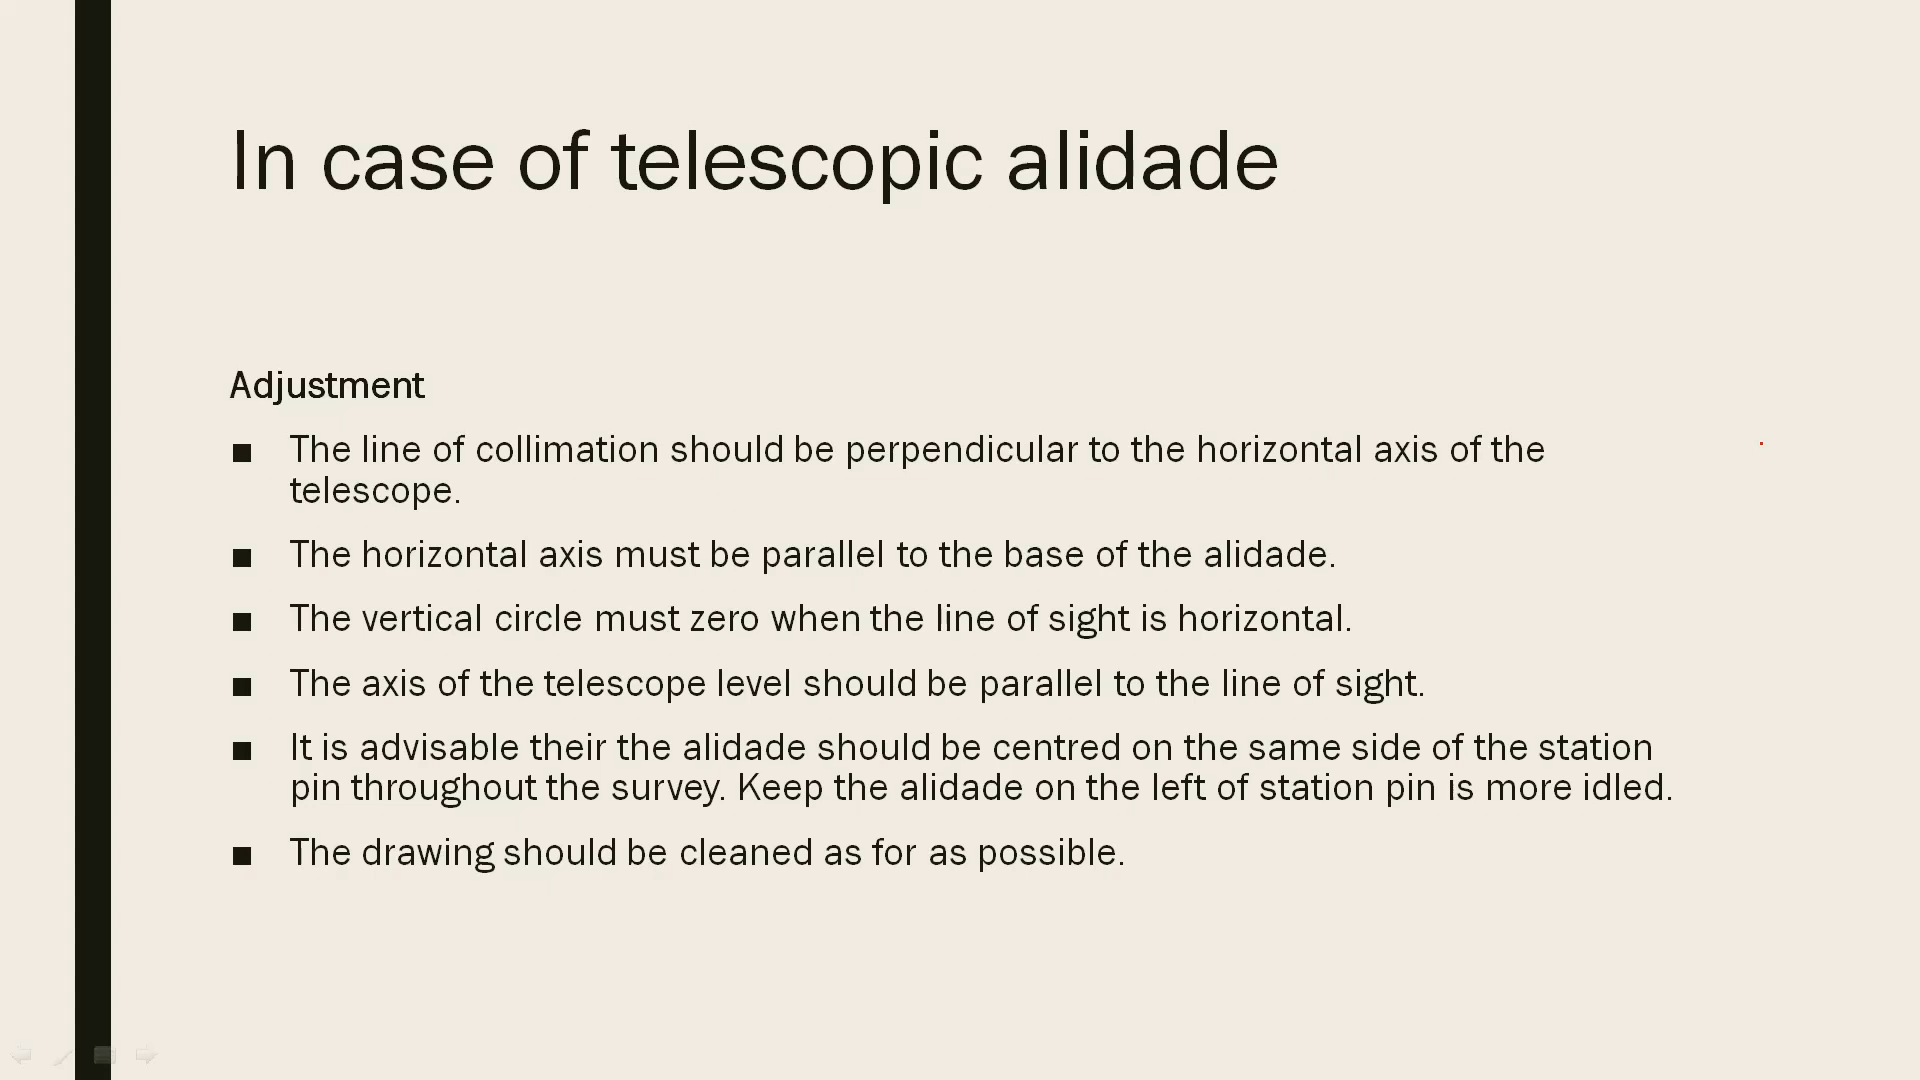 In case of telescopic alidade
Adjustment
■ The line of collimation should be perpendicular to the horizontal axis of the
telescope.
■ The horizontal axis must be parallel to the base of the alidade.
■ The vertical circle must zero when the line of sight is horizontal.
■ The axis of the telescope level should be parallel to the line of sight.
■ It is advisable their the alidade should be centred on the same side of the station
pin throughout the survey. Keep the alidade on the left of station pin is more idled.
■ The drawing should be cleaned as for as possible.